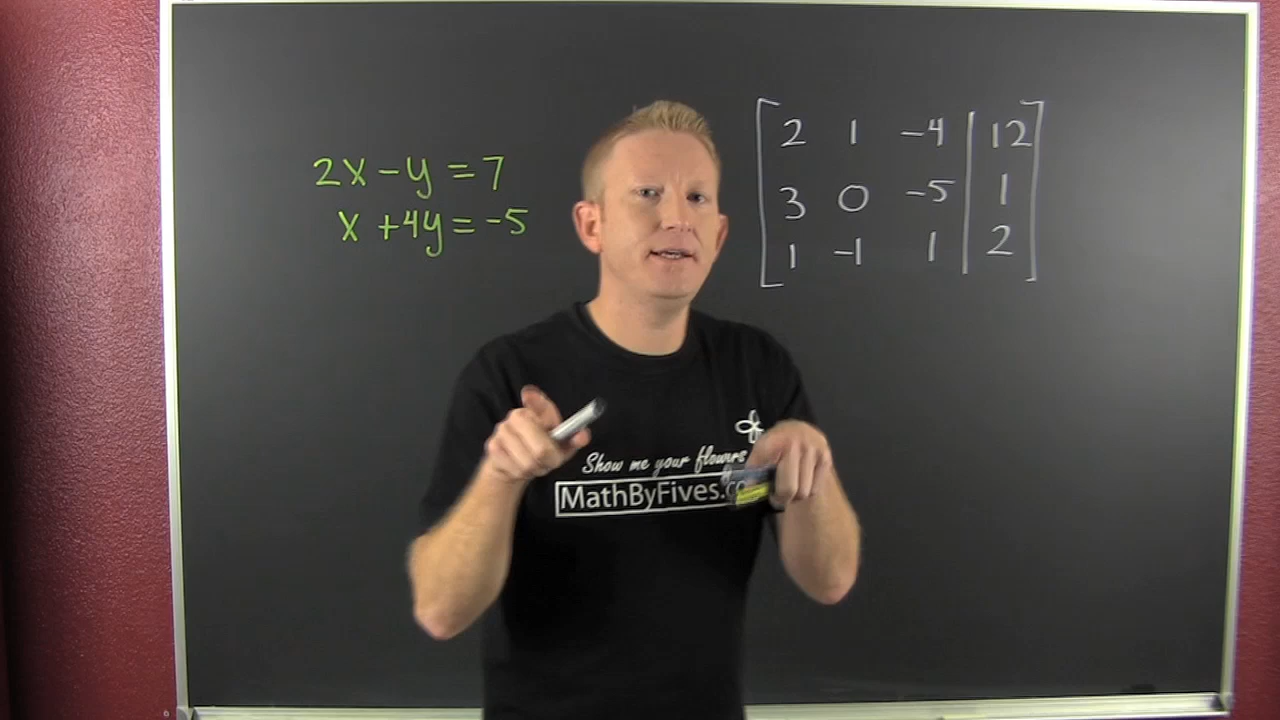 2x - y = 7
x + 4y = -5
2 1 -4 | 12
3 0 -5 | 1
1 -1 1 | 2
Show me your flowers
MathByFives.co